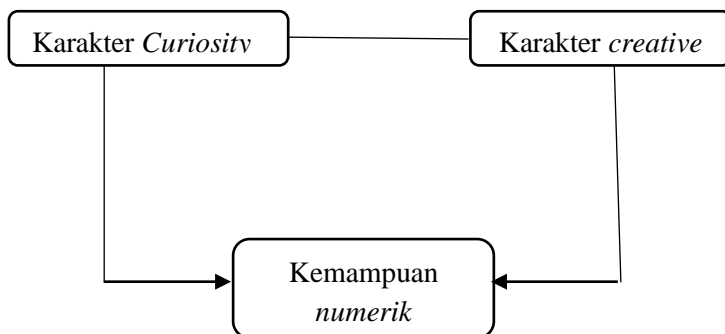 Karakter Curiosity
Karakter creative
Kemampuan
numerik